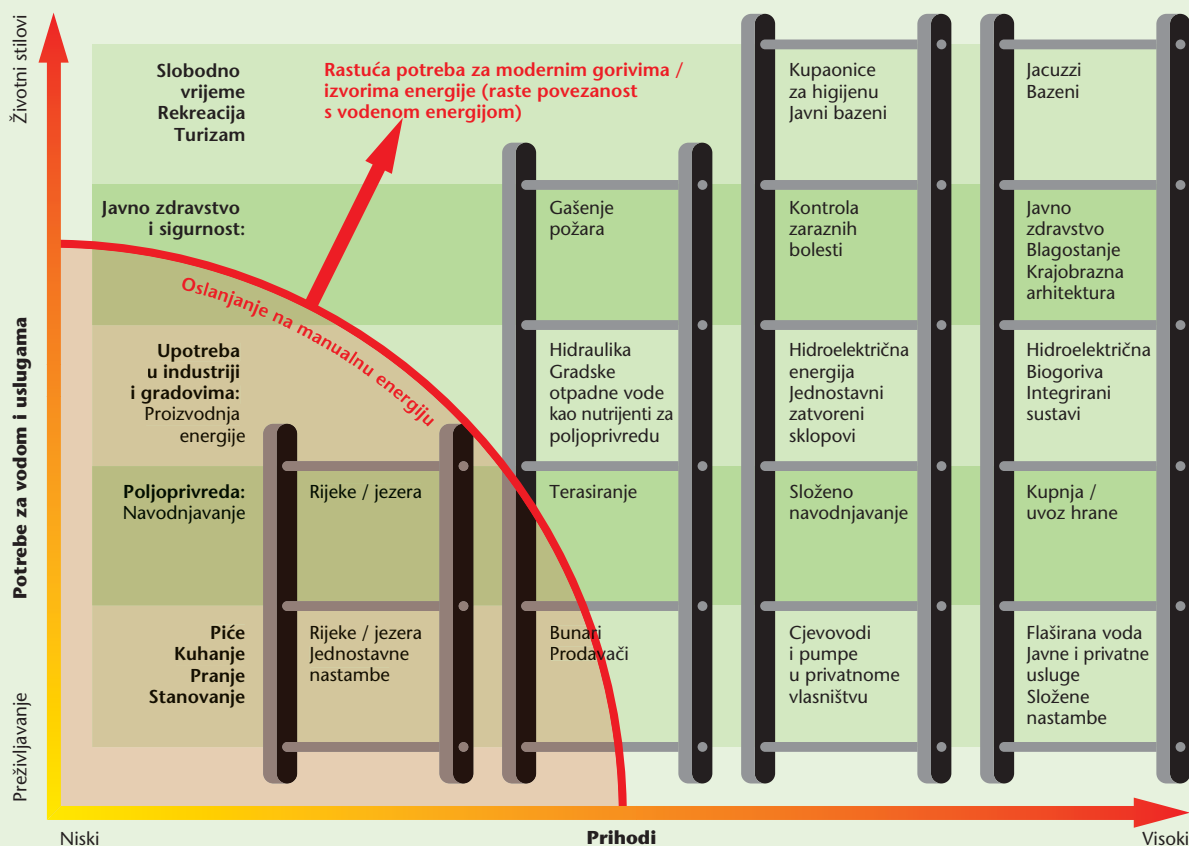 Životni stilovi
Potrebe za vodom i uslugama
Preživljavanje
Slobodno
vrijeme
Rekreacija
Turizam
Rastuća potreba za modernim gorivima /
izvorima energije (raste povezanost
s vodenom energijom)
Kupaonice
za higijenu
Javni bazeni
Jacuzzi
Bazeni
Javno zdravstvo
i sigurnost:
Gašenje
požara
Kontrola
zaraznih
bolesti
Javno
zdravstvo
Blagostanje
Krajobrazna
arhitektura
Oslanjanje na manualnu energiju
Upotreba
u industriji
i gradovima:
Proizvodnja
energije
Hidraulika
Gradske
otpadne vode
kao nutrijenti za
poljoprivredu
Hidroelektrična
energija
Jednostavni
zatvoreni
sklopovi
Hidroelektrična
Biogoriva
Integrirani
sustavi
Poljoprivreda:
Navodnjavanje
Rijeke / jezera
Terasiranje
Složeno
navodnjavanje
Kupnja /
uvoz hrane
Piće
Kuhanje
Pranje
Stanovanje
Rijeke / jezera
Jednostavne
nastambe
Bunari
Prodavači
Cjevovodi
i pumpe
u privatnome
vlasništvu
Flaširana voda
Javne i privatne
usluge
Složene
nastambe
Niski
Prihodi
Visoki